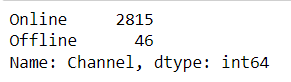 Online 2815
Offline 46
Name: Channel, dtype: int64